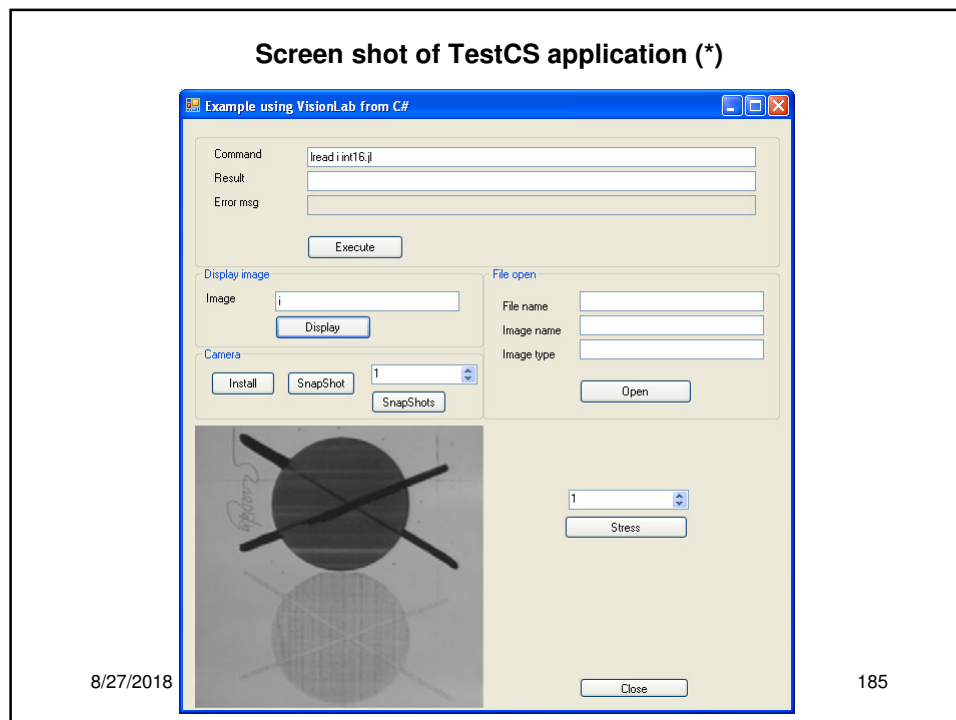 Screen shot of TestCS application (*)
Example using VisionLab from C#
Command
lread i int16.jl
Result
Error msg
Execute
Display image
Image
i
Display
File open
File name
Image name
Image type
Open
Camera
Install
SnapShot
1
SnapShots
1
Stress
Close
8/27/2018
185